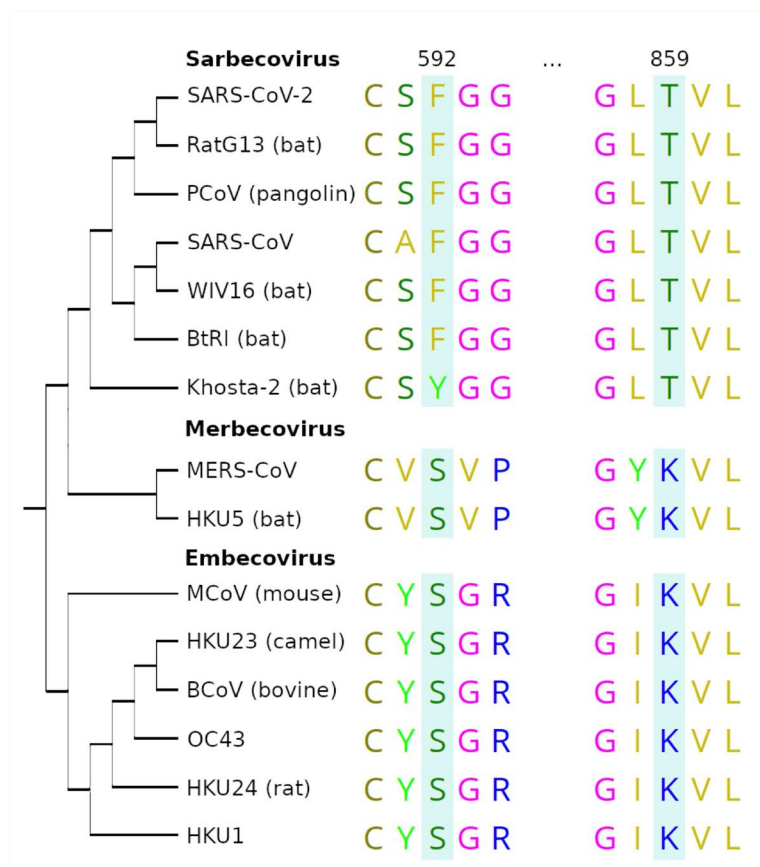 Sarbecovirus 592 ... 859
SARS-CoV-2 C S F G G G L T V L
RatG13 (bat) C S F G G G L T V L
PCoV (pangolin) C S F G G G L T V L
SARS-CoV C A F G G G L T V L
WIV16 (bat) C S F G G G L T V L
BtRI (bat) C S F G G G L T V L
Khosta-2 (bat) C S Y G G G L T V L
Merbecovirus
MERS-CoV C V S V P G Y K V L
HKU5 (bat) C V S V P G Y K V L
Embecovirus
MCoV (mouse) C Y S G R G I K V L
HKU23 (camel) C Y S G R G I K V L
BCoV (bovine) C Y S G R G I K V L
OC43 C Y S G R G I K V L
HKU24 (rat) C Y S G R G I K V L
HKU1 C Y S G R G I K V L